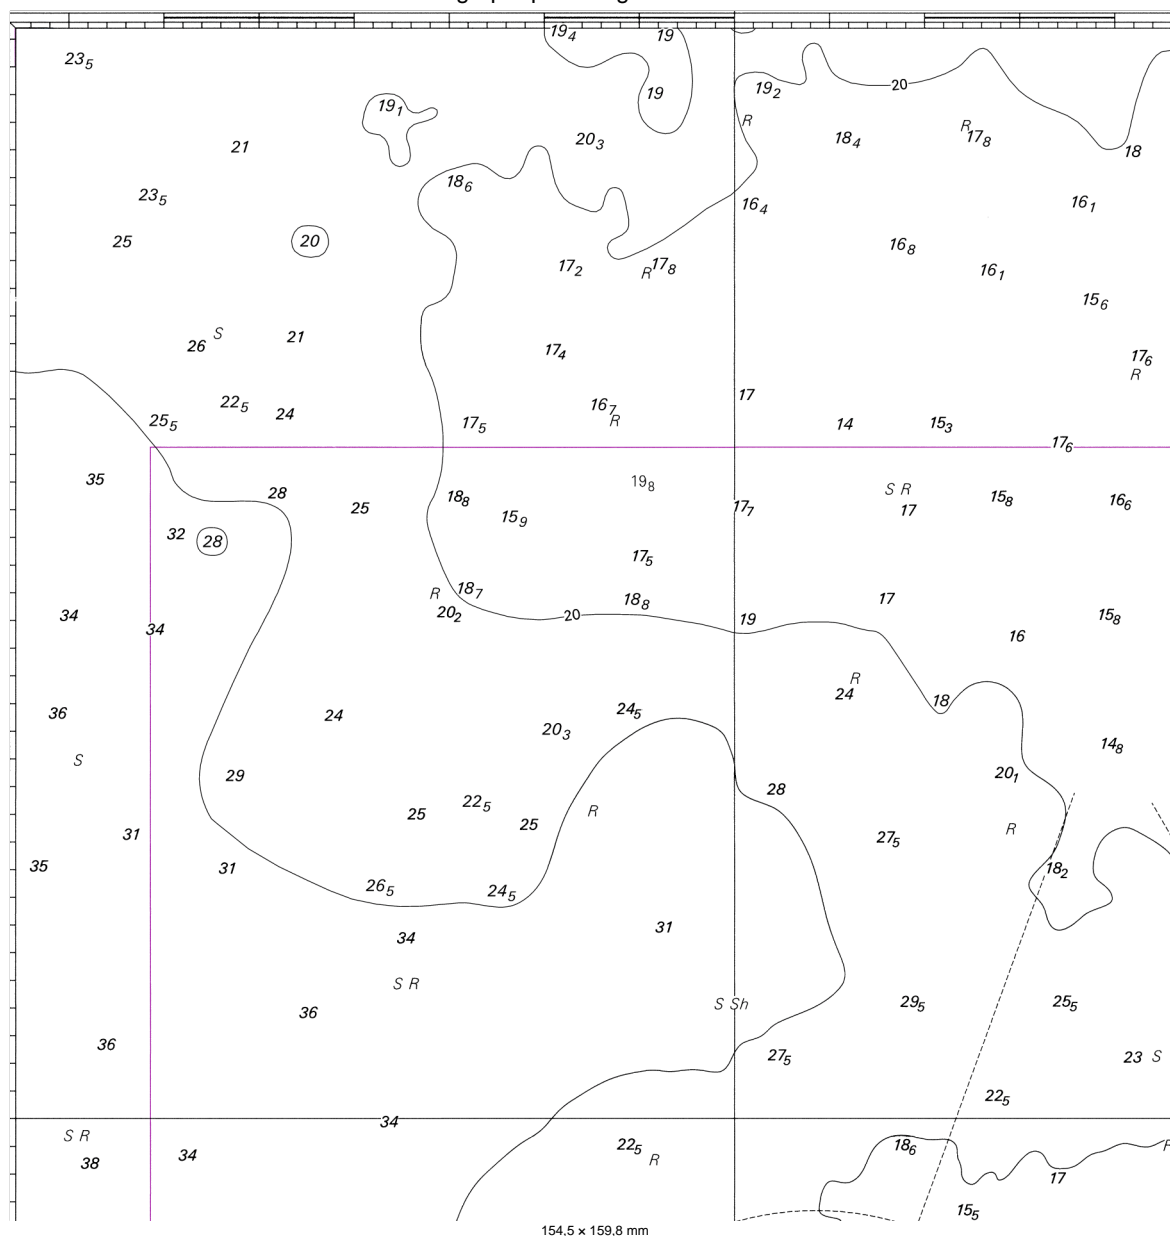 19₄ 19
23₅
19₂ 20
19
19₁
R R
20₃ 18₄ 17₈
21 18
18₆
23₅ 16₄ 16₁
25 20 16₈
17₂ R 17₈ 16₁
15₆
S
26 21 17₄ 17₆
R
17
22₅ 24 16₇
25₅ 17₅ R 14 15₃
17₆
35 19₈
28 18₈ S R 15₈ 16₆
25 15₉ 17₇ 17
32 28
17₅
R 18₇ 18₈ 17
34 20₂ 20 19 15₈
34 16
R
36 24 20₃ 24₅ 24 18
14₈
S
29 20₁
28
25 22₅ 25 R
31 27₅ R
35 31 18₂
26₅ 24₅
34 31
S R
36 S Sh 29₅ 25₅
36 27₅ 23 S
22₅
34
S R 22₅ 18₆
38 34 R 17
15₅
154,5 × 159,8 mm